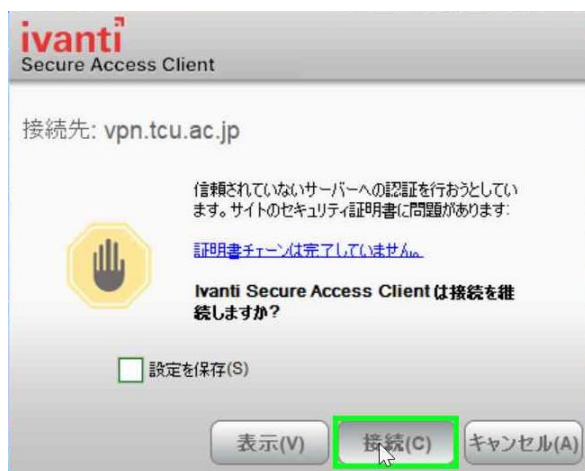 ivanti
Secure Access Client
接続先: vpn.tcu.ac.jp
信頼されていないサーバーへの認証を行おうとしてい
ます。サイトのセキュリティ証明書に問題があります:
証明書チェーンは完了していません。
Ivanti Secure Access Client は接続を継
続しますか?
設定を保存(S)
表示(V) 接続(C) キャンセル(A)